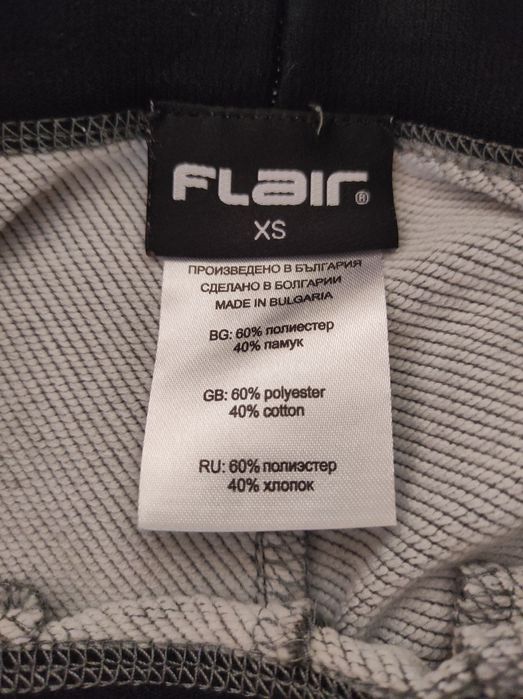 FLair®
XS
ПРОИЗВЕДЕНО В БЪЛГАРИЯ
СДЕЛАНО В БОЛГАРИИ
MADE IN BULGARIA
BG: 60% полиестер
40% памук
GB: 60% polyester
40% cotton
RU: 60% полиэстер
40% хлопок